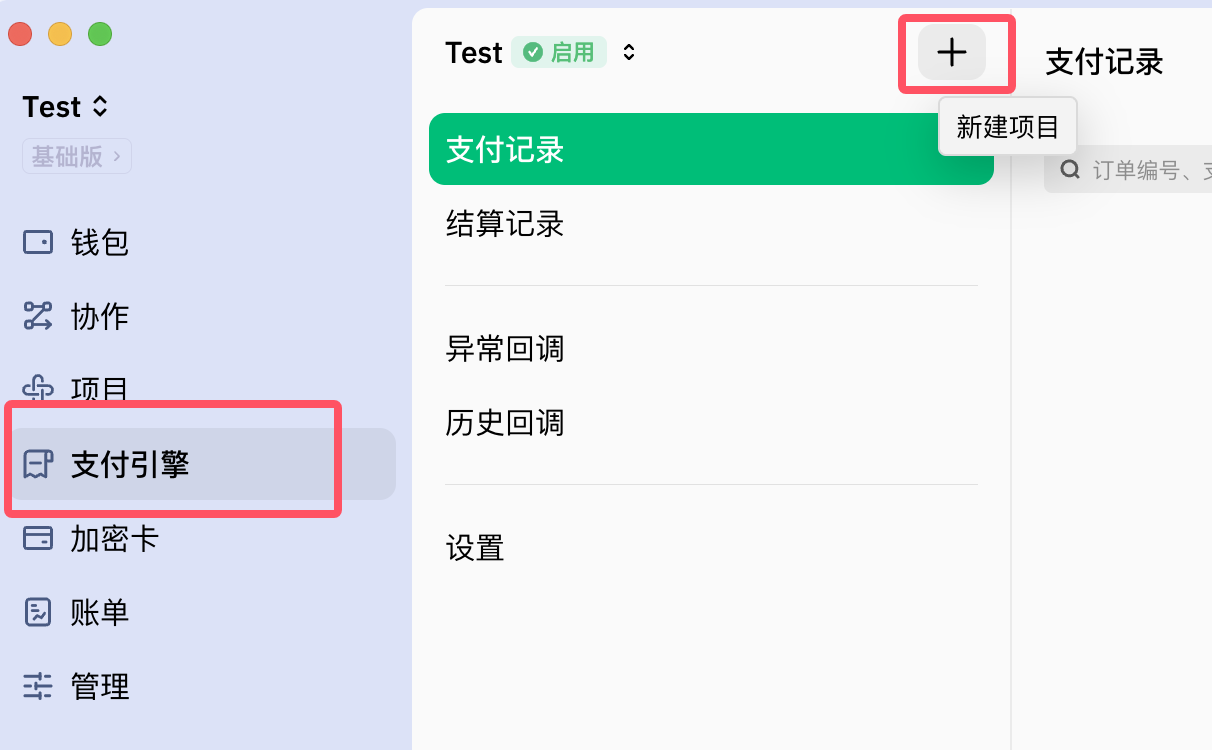 Test
基础版
钱包
协作
项目
支付引擎
加密卡
账单
管理
Test 启用
新建项目
支付记录
结算记录
异常回调
历史回调
设置
支付记录
订单编号、